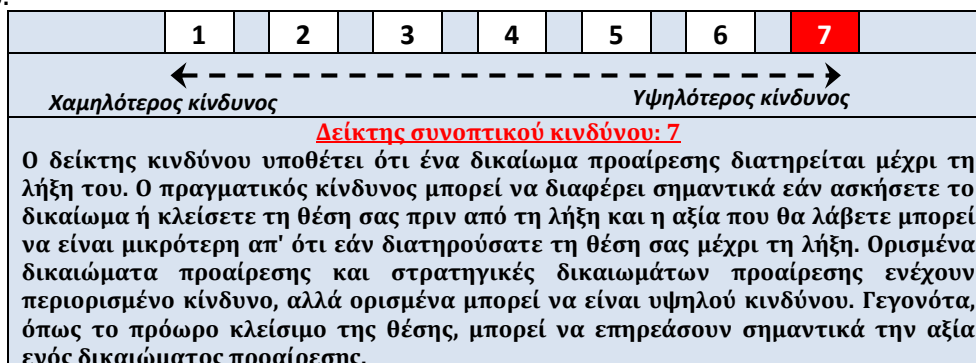 1 2 3 4 5 6 7
Χαμηλότερος κίνδυνος Υψηλότερος κίνδυνος
Δείκτης συνοπτικού κινδύνου: 7
Ο δείκτης κινδύνου υποθέτει ότι ένα δικαίωμα προαίρεσης διατηρείται μέχρι τη
λήξη του. Ο πραγματικός κίνδυνος μπορεί να διαφέρει σημαντικά εάν ασκήσετε το
δικαίωμα ή κλείσετε τη θέση σας πριν από τη λήξη και η αξία που θα λάβετε μπορεί
να είναι μικρότερη απ' ότι εάν διατηρούσατε τη θέση σας μέχρι τη λήξη. Ορισμένα
δικαιώματα προαίρεσης και στρατηγικές δικαιωμάτων προαίρεσης ενέχουν
περιορισμένο κίνδυνο, αλλά ορισμένα μπορεί να είναι υψηλού κινδύνου. Γεγονότα,
όπως το πρόωρο κλείσιμο της θέσης, μπορεί να επηρεάσουν σημαντικά την αξία
ενός δικαιώματος προαίρεσης.